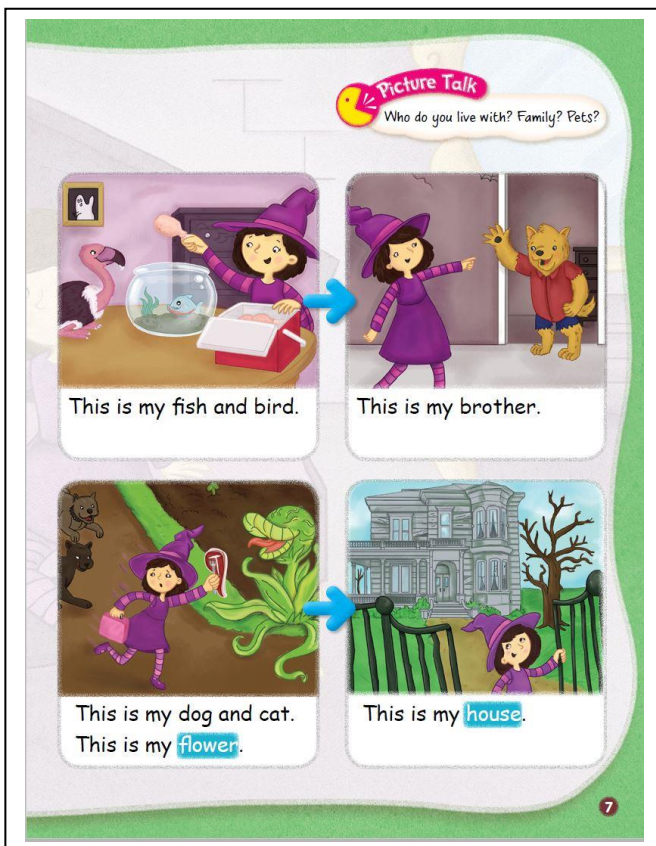 Picture Talk
Who do you live with? Family? Pets?
This is my fish and bird.
This is my brother.
This is my dog and cat.
This is my flower.
This is my house.
7